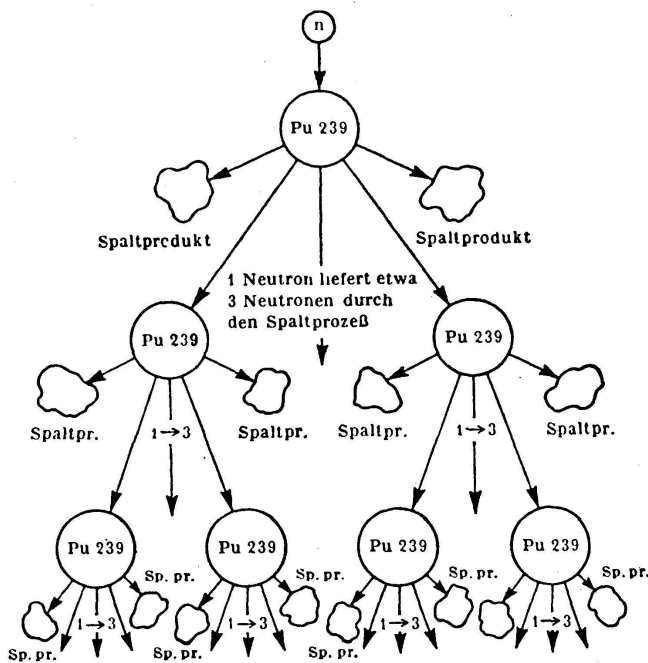 n
Pu 239
Spaltprodukt
Spaltprodukt
1 Neutron liefert etwa
3 Neutronen durch
den Spaltprozeß
Pu 239
Pu 239
Spaltpr.
Spaltpr.
Spaltpr.
Spaltpr.
1→3
1→3
Pu 239
Pu 239
Pu 239
Pu 239
Sp. pr.
Sp. pr.
Sp. pr.
Sp. pr.
1→3
1→3
1→3
1→3
Sp. pr.
Sp. pr.
Sp. pr.